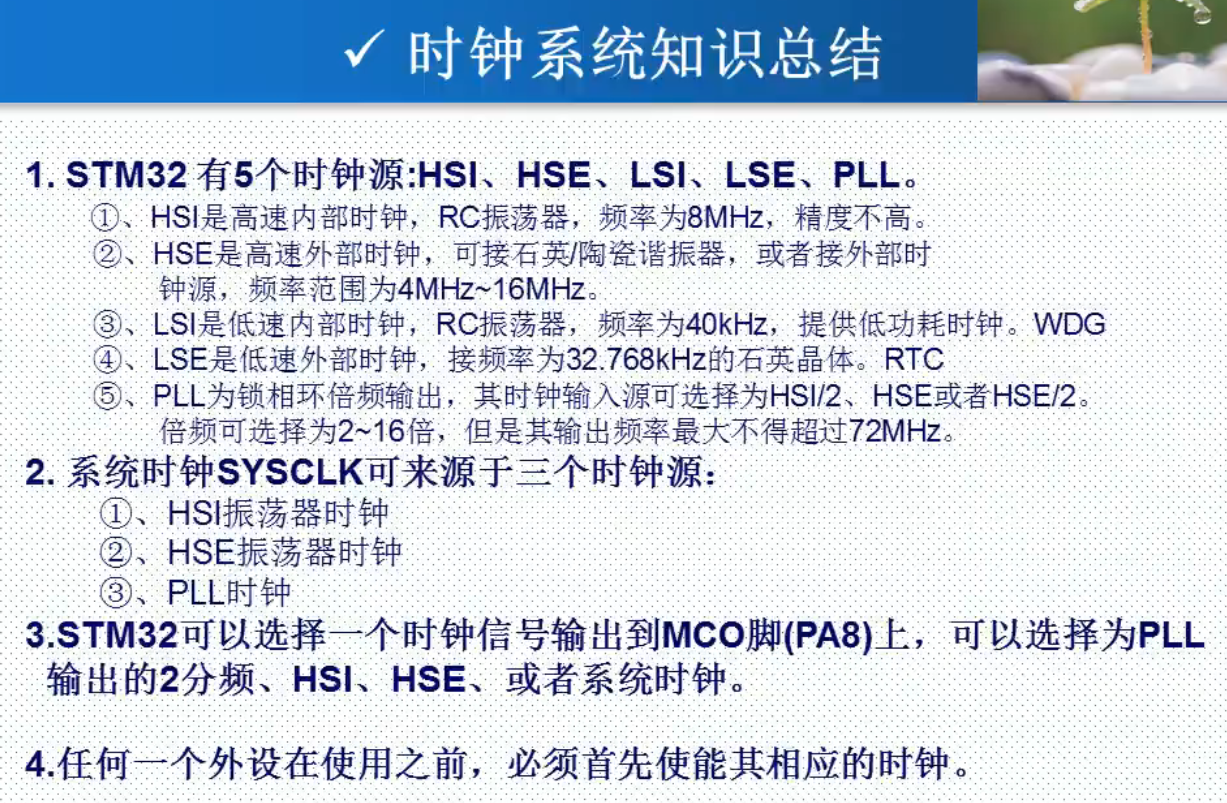 ✓ 时钟系统知识总结
1. STM32 有5个时钟源:HSI、HSE、LSI、LSE、PLL。
①、HSI是高速内部时钟，RC振荡器，频率为8MHz，精度不高。
②、HSE是高速外部时钟，可接石英/陶瓷谐振器，或者接外部时
钟源，频率范围为4MHz~16MHz。
③、LSI是低速内部时钟，RC振荡器，频率为40kHz，提供低功耗时钟。WDG
④、LSE是低速外部时钟，接频率为32.768kHz的石英晶体。RTC
⑤、PLL为锁相环倍频输出，其时钟输入源可选择为HSI/2、HSE或者HSE/2。
倍频可选择为2~16倍，但是其输出频率最大不得超过72MHz。
2. 系统时钟SYSCLK可来源于三个时钟源：
①、HSI振荡器时钟
②、HSE振荡器时钟
③、PLL时钟
3.STM32可以选择一个时钟信号输出到MCO脚(PA8)上，可以选择为PLL
输出的2分频、HSI、HSE、或者系统时钟。
4.任何一个外设在使用之前，必须首先使能其相应的时钟。